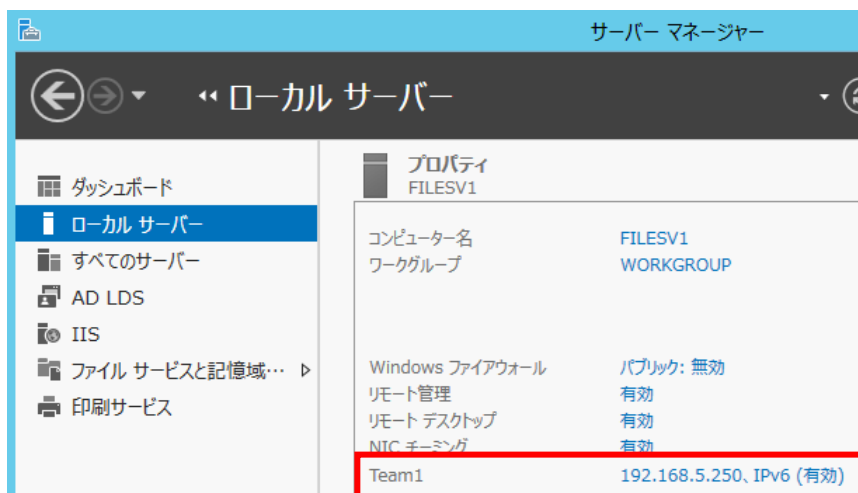 サーバー マネージャー
ローカル サーバー
ダッシュボード
ローカル サーバー
すべてのサーバー
AD LDS
IIS
ファイル サービスと記憶域…
印刷サービス
プロパティ
FILESV1
コンピューター名 FILESV1
ワークグループ WORKGROUP
Windows ファイアウォール パブリック: 無効
リモート管理 有効
リモート デスクトップ 有効
NIC チーミング 有効
Team1 192.168.5.250、IPv6 (有効)